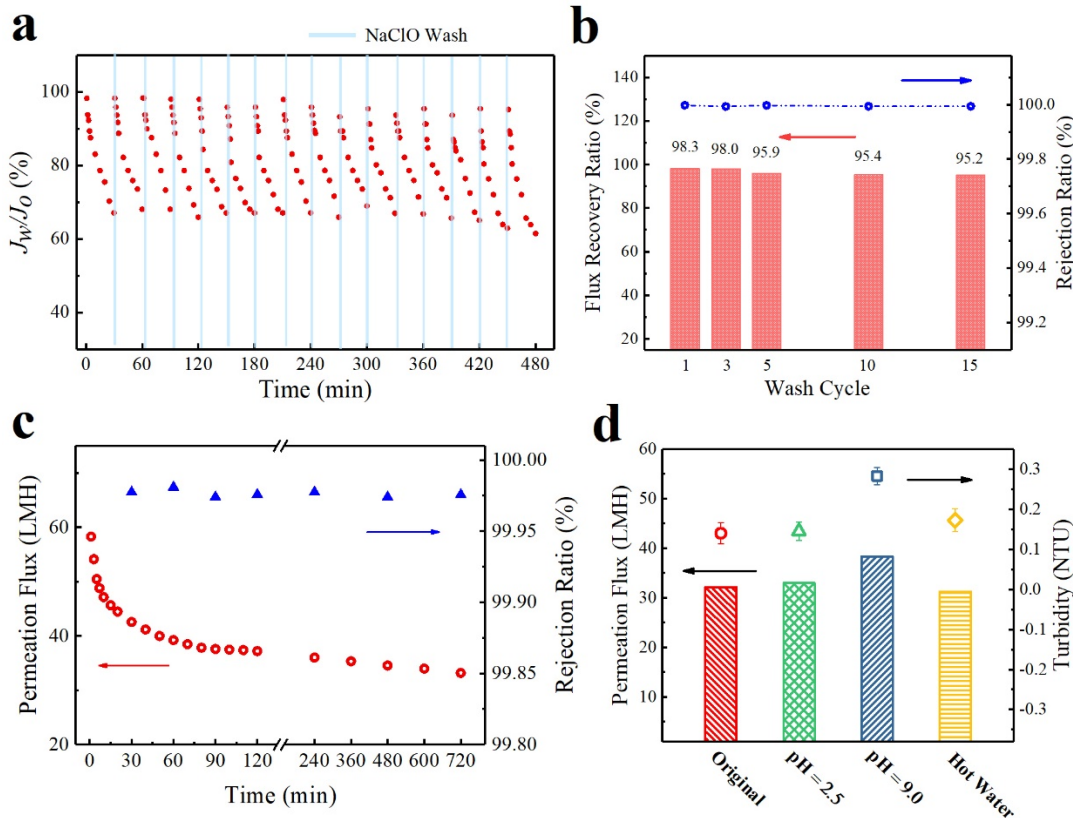 a
NaClO Wash
100
80
60
40
J_W/J_O (%)
0 60 120 180 240 300 360 420 480
Time (min)
b
140
120
100
80
60
40
20
Flux Recovery Ratio (%)
98.3 98.0 95.9 95.4 95.2
100.0
99.8
99.6
99.4
99.2
Rejection Ratio (%)
1 3 5 10 15
Wash Cycle
c
60
40
20
Permeation Flux (LMH)
100.00
99.95
99.90
99.85
99.80
Rejection Ratio (%)
0 30 60 90 120 240 360 480 600 720
Time (min)
d
60
50
40
30
20
10
Permeation Flux (LMH)
0.3
0.2
0.1
0.0
-0.1
-0.2
-0.3
Turbidity (NTU)
Original
pH = 2.5
pH = 9.0
Hot Water